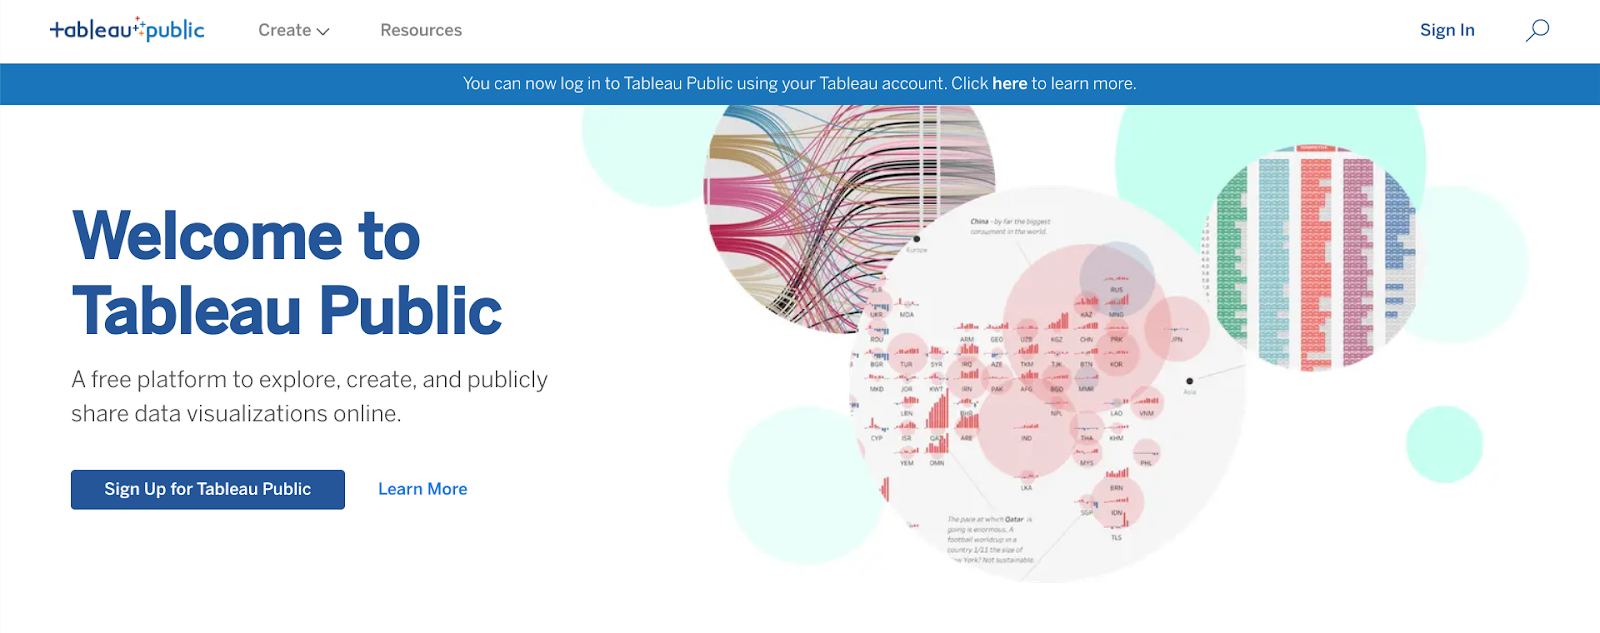 tableau public
Create
Resources
Sign In
You can now log in to Tableau Public using your Tableau account. Click here to learn more.
Welcome to
Tableau Public
A free platform to explore, create, and publicly
share data visualizations online.
Sign Up for Tableau Public
Learn More
China - by far the biggest
consument in the world.
Europe
RUS
UKR MDA KAZ MNG
ROU ARM GEO UZB KGZ CHN PRK JPN
BGR TUR SYR IRQ AZE TKM TJK BTN KOR
MKD JOR KWT IRN PAK AFG BGD MMR
Asia
LBN BHR NPL LAO VNM
CYP ISR QAT ARE IND THA KHM
YEM OMN MYS PHL
LKA BRN
SGP IDN
TLS
The pace at which Qatar is
going is enormous. A
football worldcup in a
country 1/11 the size of
York? Not sustainable.